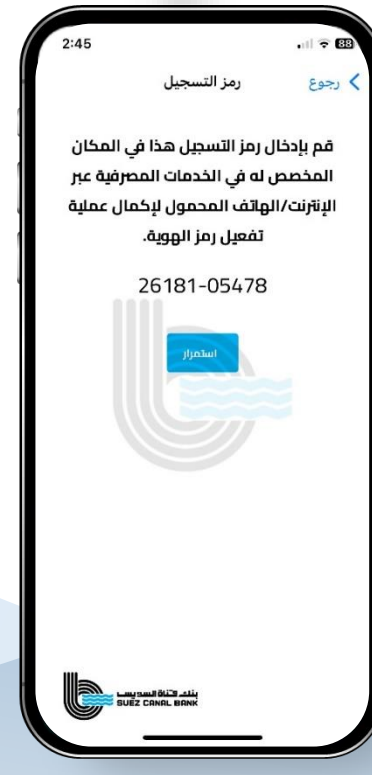 2:45
88
رجوع
رمز التسجيل
قم بإدخال رمز التسجيل هذا في المكان
المخصص له في الخدمات المصرفية عبر
الإنترنت/الهاتف المحمول لإكمال عملية
تفعيل رمز الهوية.
26181-05478
استمرار
بنك قناة السويس
SUEZ CANAL BANK